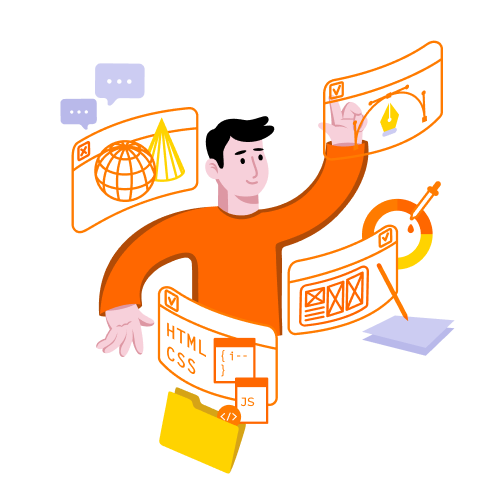 HTML
CSS
{i--
}
JS
</>